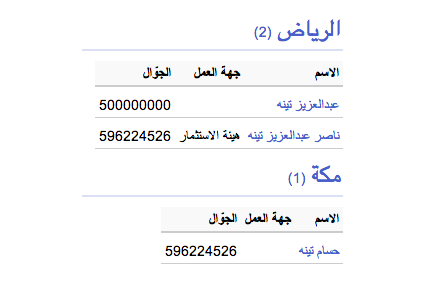 الرياض (2)
الاسم جهة العمل الجوّال
عبدالعزيز تينه 500000000
ناصر عبدالعزيز تينه هيئة الاستثمار 596224526
مكة (1)
الاسم جهة العمل الجوّال
حسام تينه 596224526